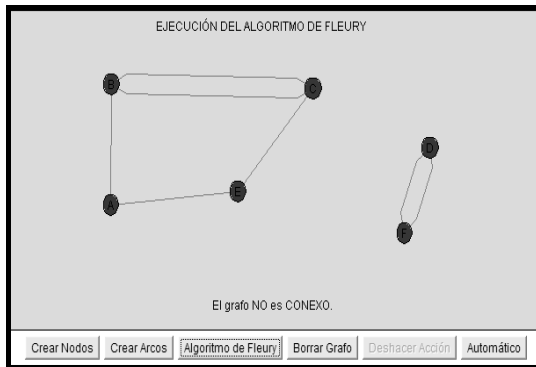 EJECUCIÓN DEL ALGORITMO DE FLEURY
B
C
D
E
A
F
El grafo NO es CONEXO.
Crear Nodos Crear Arcos Algoritmo de Fleury Borrar Grafo Deshacer Acción Automático